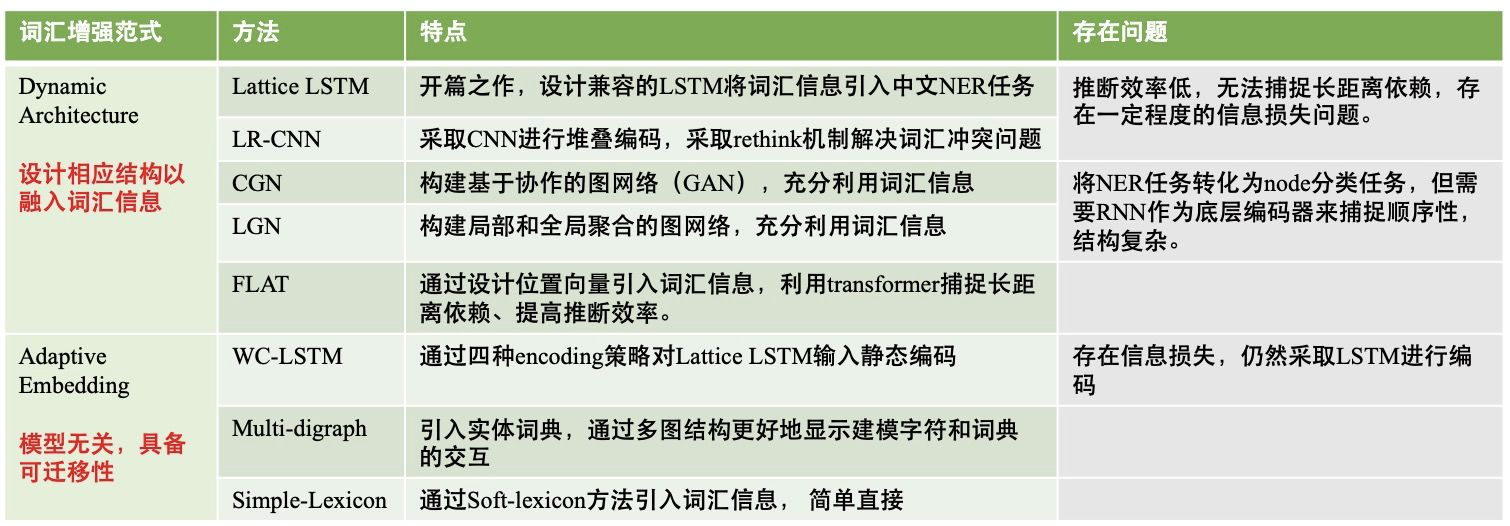 词汇增强范式 方法 特点 存在问题
Dynamic
Architecture
设计相应结构以
融入词汇信息
Lattice LSTM 开篇之作，设计兼容的LSTM将词汇信息引入中文NER任务
推断效率低，无法捕捉长距离依赖，存
在一定程度的信息损失问题。
LR-CNN 采取CNN进行堆叠编码，采取rethink机制解决词汇冲突问题
CGN 构建基于协作的图网络（GAN），充分利用词汇信息
将NER任务转化为node分类任务，但需
要RNN作为底层编码器来捕捉顺序性，
结构复杂。
LGN 构建局部和全局聚合的图网络，充分利用词汇信息
FLAT 通过设计位置向量引入词汇信息，利用transformer捕捉长距
离依赖、提高推断效率。
Adaptive
Embedding
模型无关，具备
可迁移性
WC-LSTM 通过四种encoding策略对Lattice LSTM输入静态编码
存在信息损失，仍然采取LSTM进行编
码
Multi-digraph 引入实体词典，通过多图结构更好地显示建模字符和词典
的交互
Simple-Lexicon 通过Soft-lexicon方法引入词汇信息， 简单直接